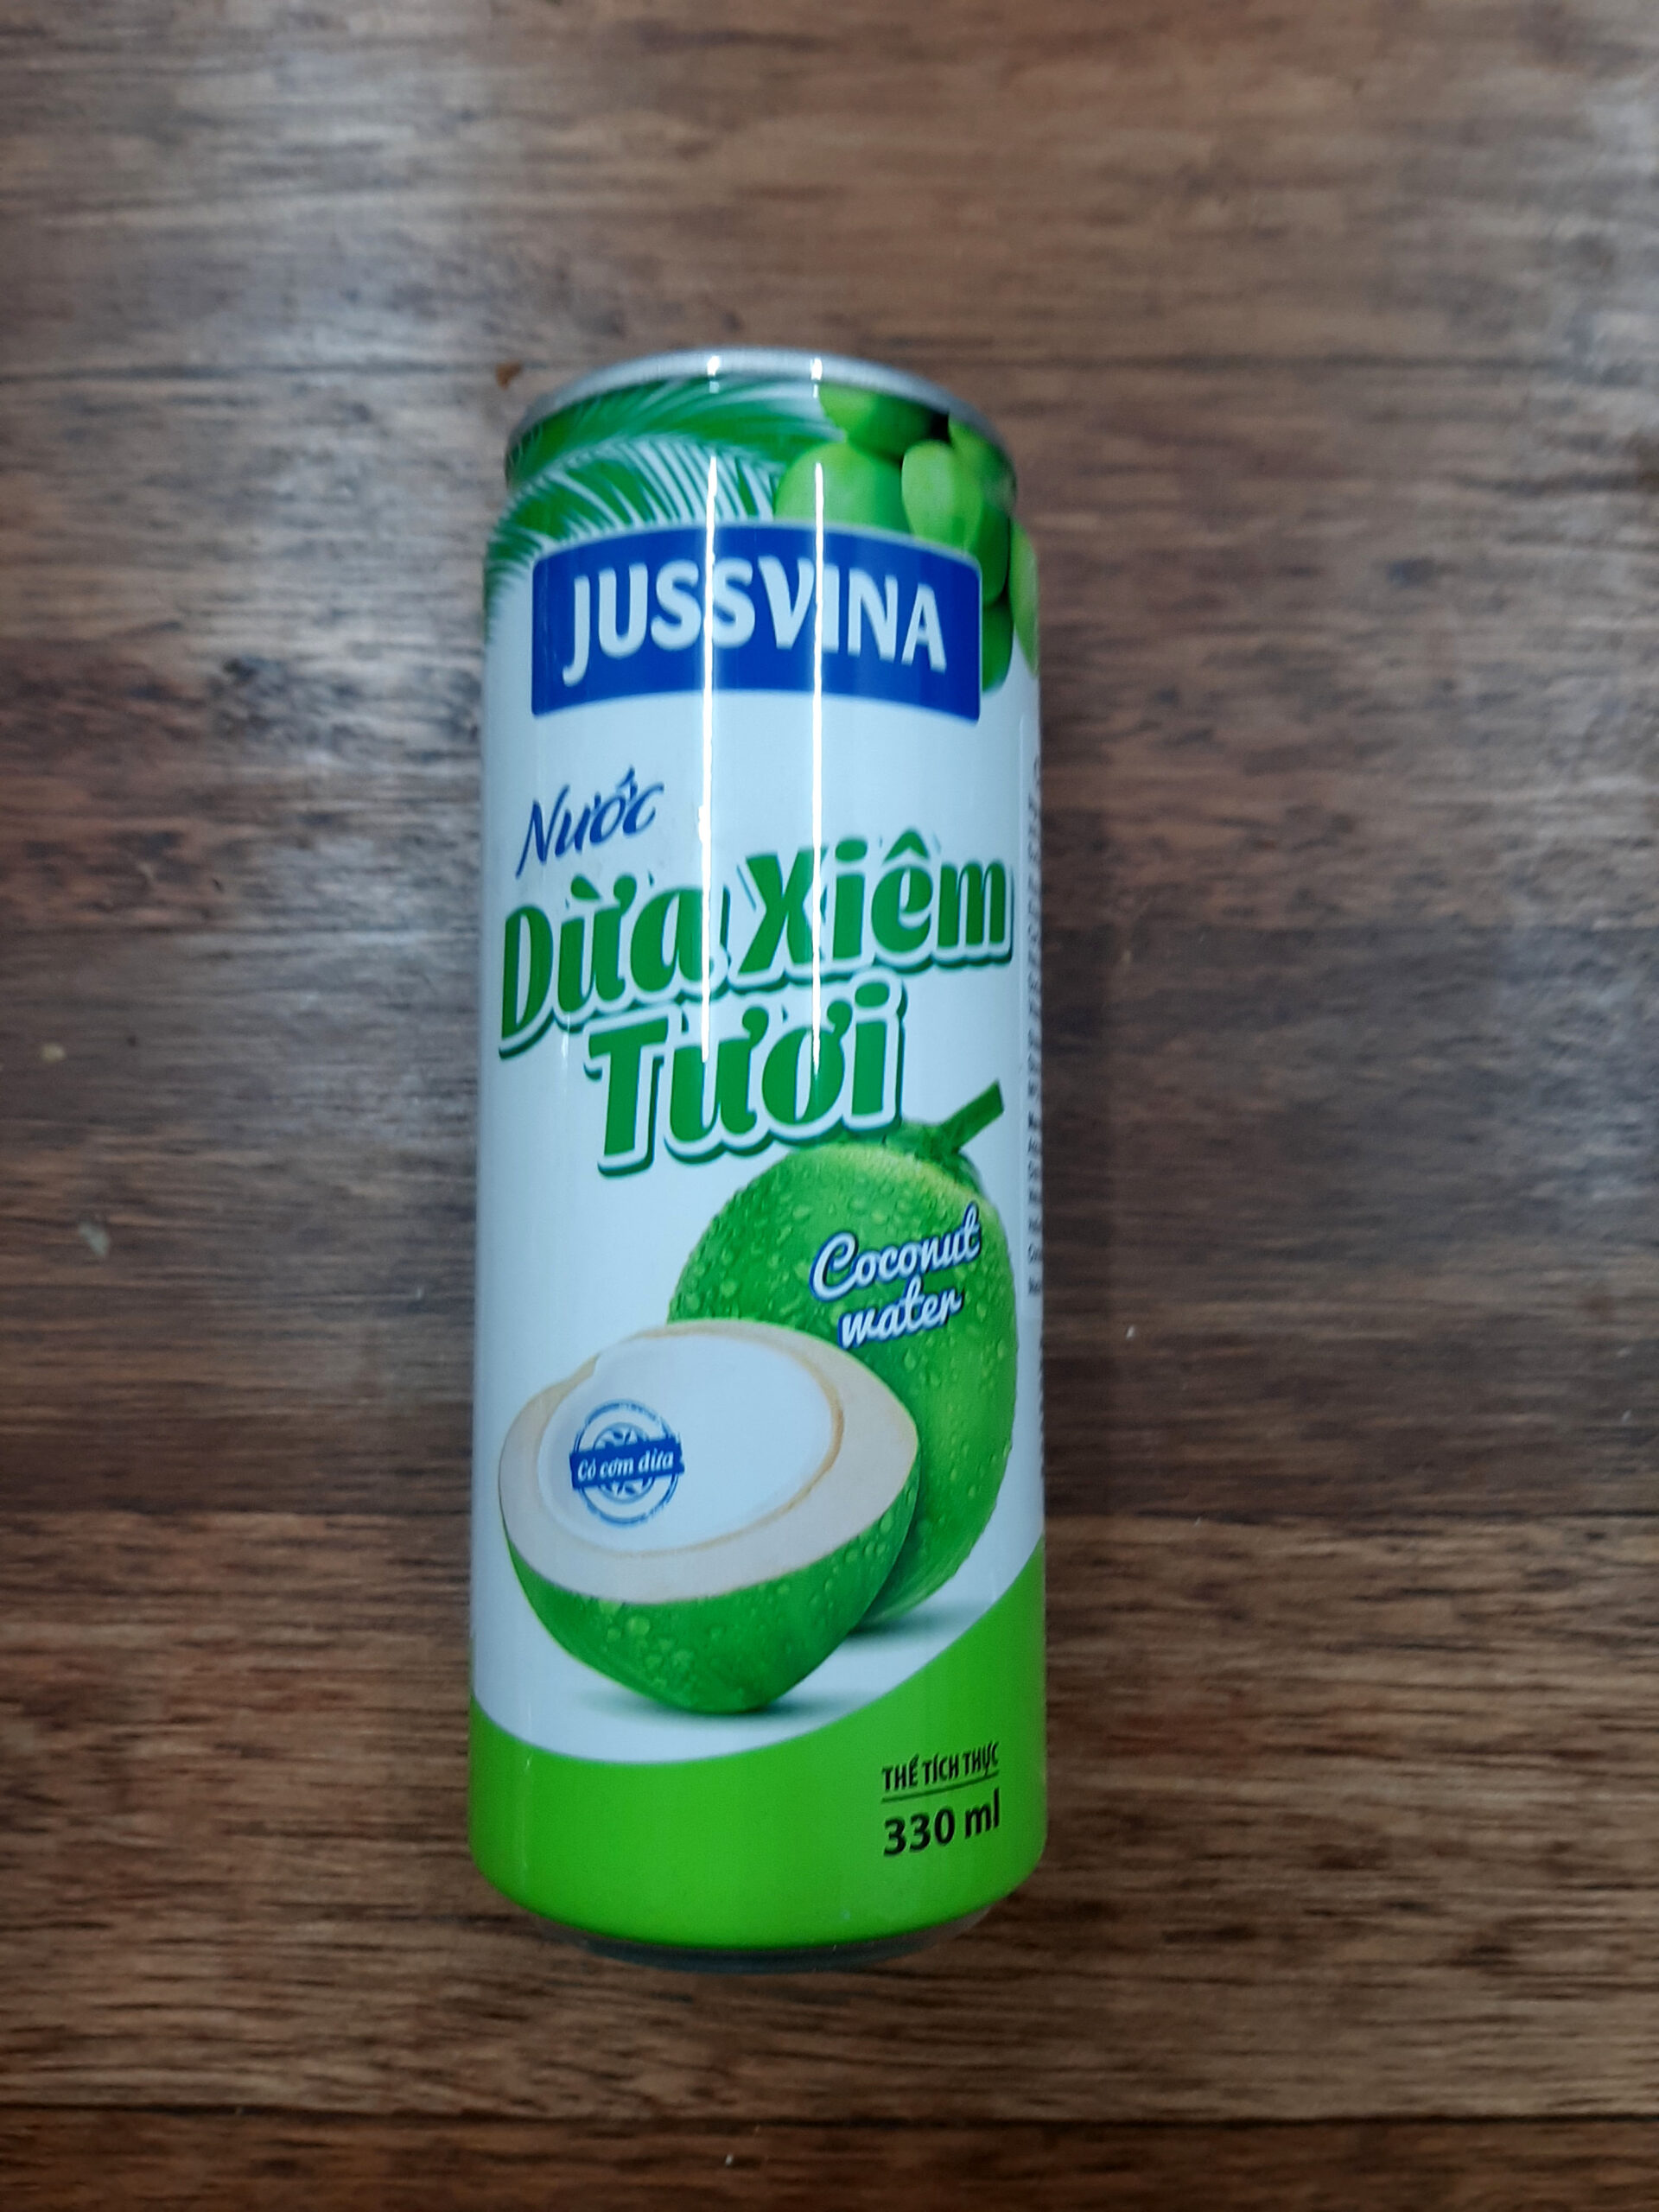 JUSSVINA
Nước
Dừa Xiêm
Tươi
Coconut
water
Có cơm dừa
THỂ TÍCH THỰC
330 ml